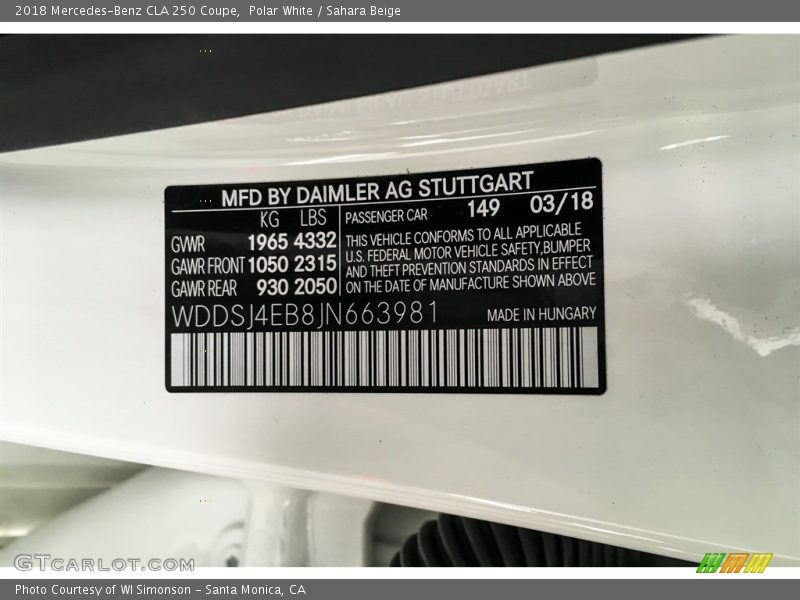 2018 Mercedes-Benz CLA 250 Coupe, Polar White / Sahara Beige
MFD BY DAIMLER AG STUTTGART
KG LBS PASSENGER CAR 149 03/18
GWR 1965 4332
GAWR FRONT 1050 2315
GAWR REAR 930 2050
THIS VEHICLE CONFORMS TO ALL APPLICABLE
U.S. FEDERAL MOTOR VEHICLE SAFETY,BUMPER
AND THEFT PREVENTION STANDARDS IN EFFECT
ON THE DATE OF MANUFACTURE SHOWN ABOVE
WDDSJ4EB8JN663981 MADE IN HUNGARY
GTCARLOT.COM
Photo Courtesy of WI Simonson - Santa Monica, CA